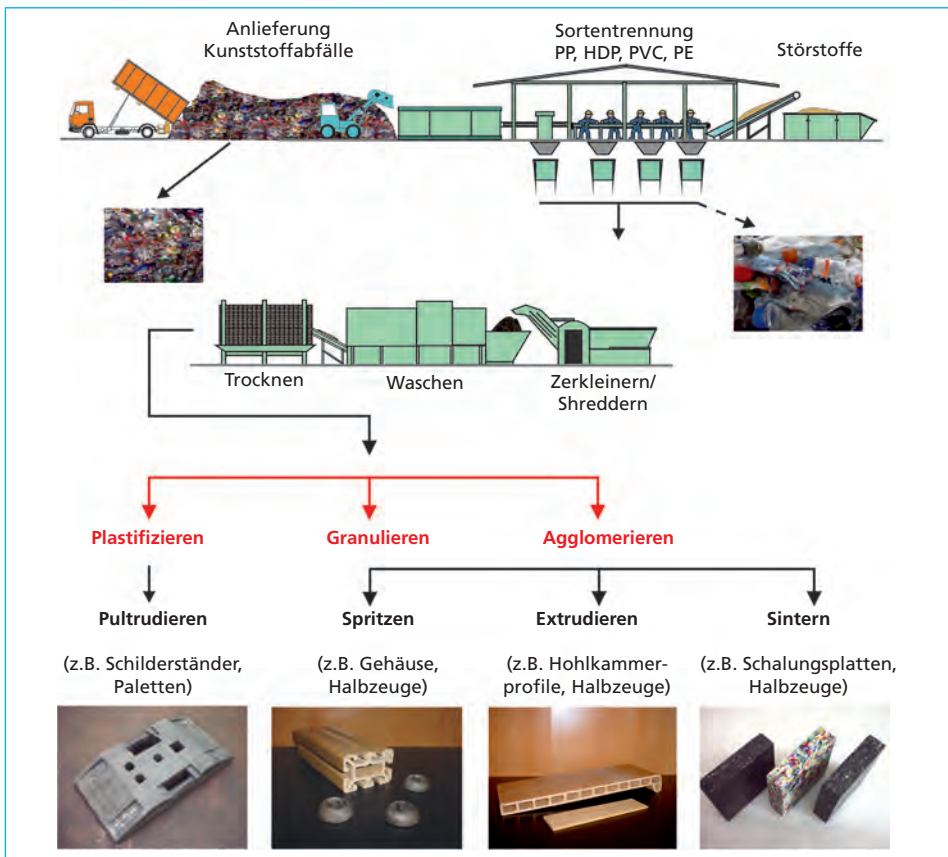 Anlieferung
Kunststoffabfälle
Sortentrennung
PP, HDP, PVC, PE
Störstoffe
Trocknen
Waschen
Zerkleinern/
Shreddern
Plastifizieren
Granulieren
Agglomerieren
Pultrudieren
Spritzen
Extrudieren
Sintern
(z.B. Schilderständer,
Paletten)
(z.B. Gehäuse,
Halbzeuge)
(z.B. Hohlkammer-
profile, Halbzeuge)
(z.B. Schalungsplatten,
Halbzeuge)